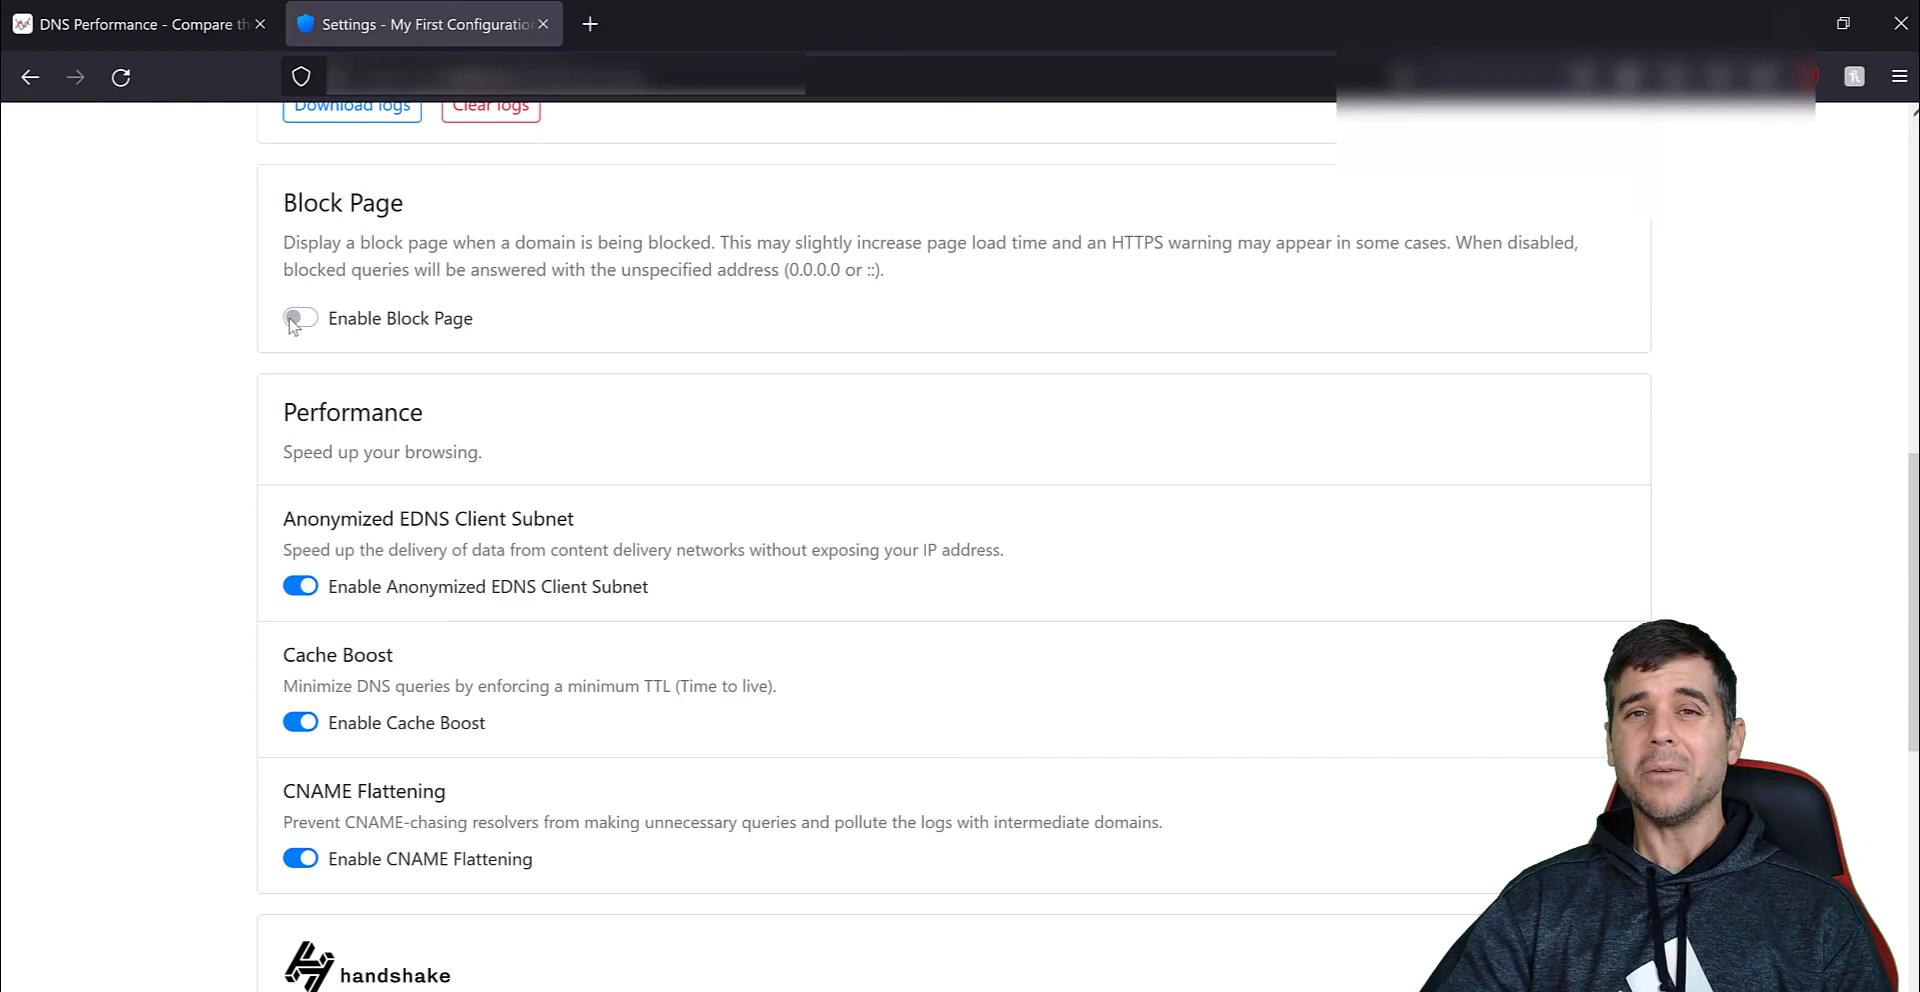 DNS Performance - Compare th
Settings - My First Configuratio
Download logs
Clear logs
Block Page
Display a block page when a domain is being blocked. This may slightly increase page load time and an HTTPS warning may appear in some cases. When disabled,
blocked queries will be answered with the unspecified address (0.0.0.0 or ::).
Enable Block Page
Performance
Speed up your browsing.
Anonymized EDNS Client Subnet
Speed up the delivery of data from content delivery networks without exposing your IP address.
Enable Anonymized EDNS Client Subnet
Cache Boost
Minimize DNS queries by enforcing a minimum TTL (Time to live).
Enable Cache Boost
CNAME Flattening
Prevent CNAME-chasing resolvers from making unnecessary queries and pollute the logs with intermediate domains.
Enable CNAME Flattening
handshake